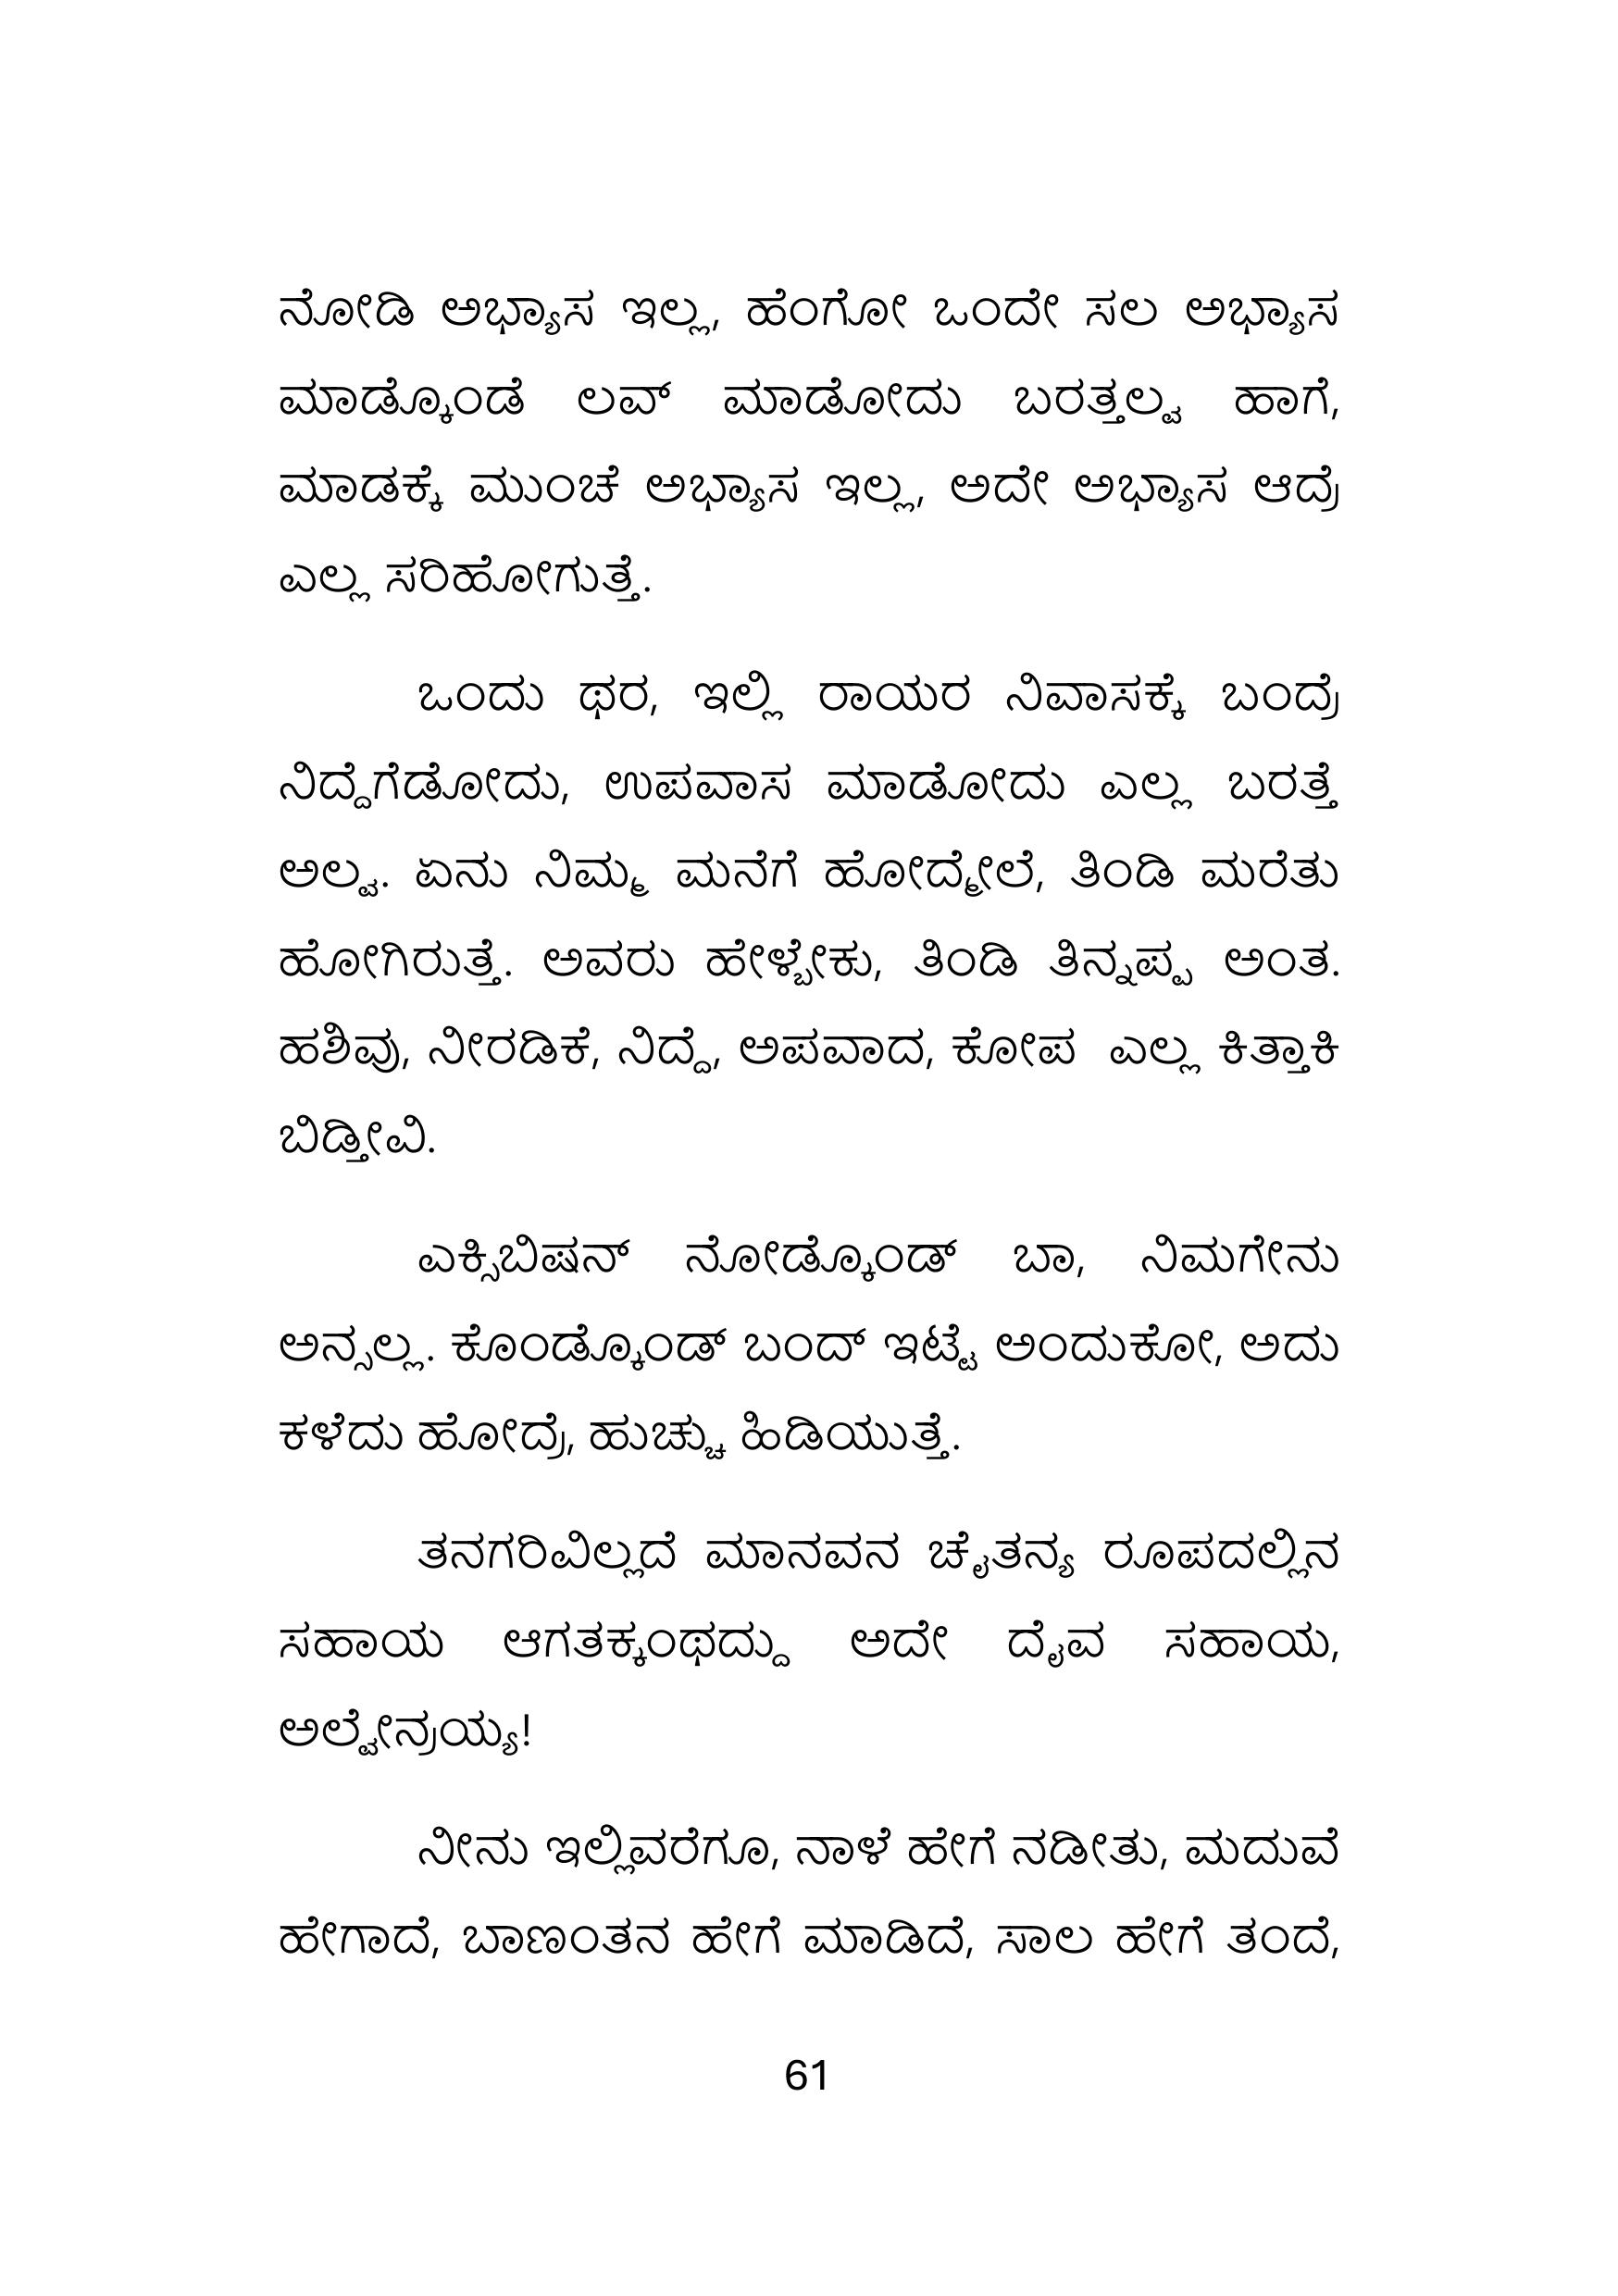 ನೋಡಿ ಅಭ್ಯಾಸ ಇಲ್ಲ, ಹೆಂಗೋ ಒಂದೇ ಸಲ ಅಭ್ಯಾಸ
ಮಾಡ್ಕೊಂಡೆ ಲವ್ ಮಾಡೋದು ಬರತ್ತಲ್ವ ಹಾಗೆ,
ಮಾಡಕ್ಕೆ ಮುಂಚೆ ಅಭ್ಯಾಸ ಇಲ್ಲ, ಅದೇ ಅಭ್ಯಾಸ ಆದ್ರೆ
ಎಲ್ಲ ಸರಿಹೋಗುತ್ತೆ.
ಒಂದು ಥರ, ಇಲ್ಲಿ ರಾಯರ ನಿವಾಸಕ್ಕೆ ಬಂದ್ರೆ
ನಿದ್ದೆಗೆಡೋದು, ಉಪವಾಸ ಮಾಡೋದು ಎಲ್ಲ ಬರತ್ತೆ
ಅಲ್ವ. ಏನು ನಿಮ್ಮ ಮನೆಗೆ ಹೋದ್ಮೇಲೆ, ತಿಂಡಿ ಮರೆತು
ಹೋಗಿರುತ್ತೆ. ಅವರು ಹೇಳ್ಬೇಕು, ತಿಂಡಿ ತಿನ್ನಪ್ಪ ಅಂತ.
ಹಶಿವು, ನೀರಡಿಕೆ, ನಿದ್ದೆ, ಅಪವಾದ, ಕೋಪ ಎಲ್ಲ ಕಿತ್ತಾಕಿ
ಬಿಡ್ತೀವಿ.
ಎಕ್ಸಿಬಿಷನ್ ನೋಡ್ಕೊಂಡ್ ಬಾ, ನಿಮಗೇನು
ಅನ್ಸಲ್ಲ. ಕೊಂಡ್ಕೊಂಡ್ ಬಂದ್ ಇಟ್ಟೆ ಅಂದುಕೋ, ಅದು
ಕಳೆದು ಹೋದ್ರೆ, ಹುಚ್ಚು ಹಿಡಿಯುತ್ತೆ.
ತನಗರಿವಿಲ್ಲದೆ ಮಾನವನ ಚೈತನ್ಯ ರೂಪದಲ್ಲಿನ
ಸಹಾಯ ಆಗತಕ್ಕಂಥದ್ದು ಅದೇ ದೈವ ಸಹಾಯ,
ಅಲ್ವೇನ್ರಯ್ಯ!
ನೀನು ಇಲ್ಲಿವರೆಗೂ, ನಾಳೆ ಹೇಗೆ ನಡೀತು, ಮದುವೆ
ಹೇಗಾದೆ, ಬಾಣಂತನ ಹೇಗೆ ಮಾಡಿದೆ, ಸಾಲ ಹೇಗೆ ತಂದೆ,
61